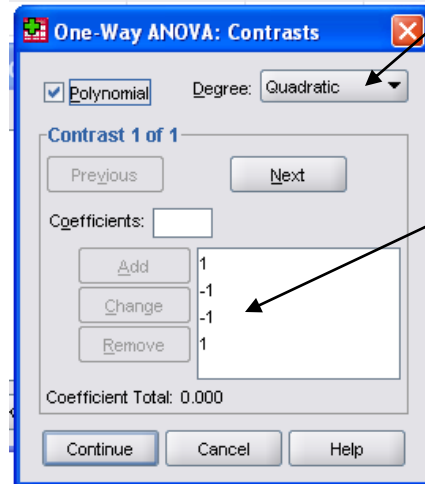 One-Way ANOVA: Contrasts
Polynomial Degree: Quadratic
Contrast 1 of 1
Previous Next
Coefficients:
Add
Change
Remove
1
-1
-1
1
Coefficient Total: 0.000
Continue Cancel Help